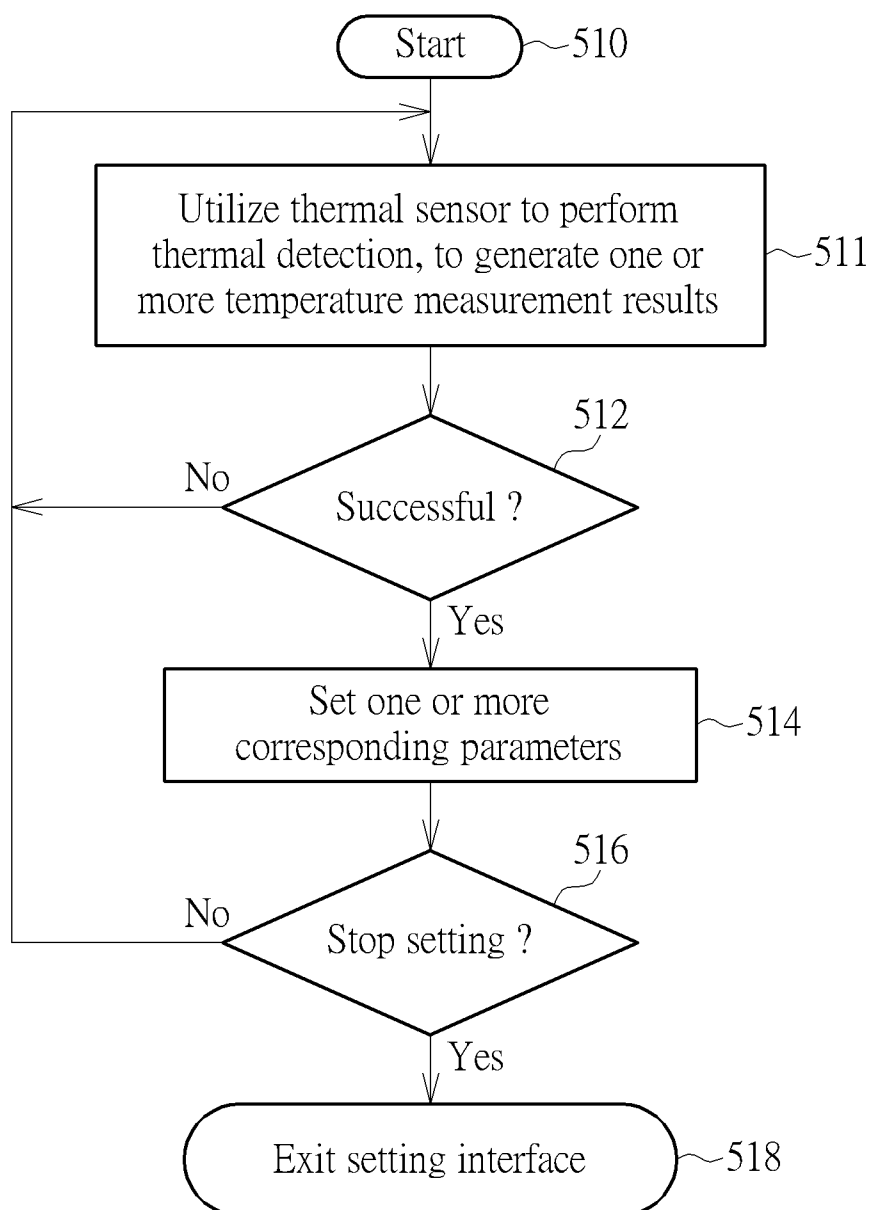 Start
510
Utilize thermal sensor to perform
thermal detection, to generate one or
more temperature measurement results
511
512
No
Successful ?
Yes
Set one or more
corresponding parameters
514
516
No
Stop setting ?
Yes
Exit setting interface
518